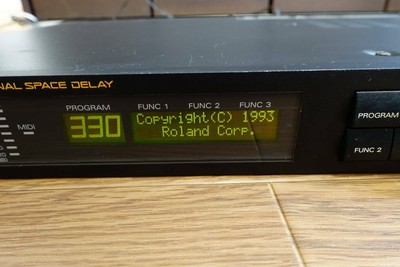 NAL SPACE DELAY
PROGRAM
FUNC 1
FUNC 2
FUNC 3
MIDI
330
Copyright(C) 1993
Roland Corp.
PROGRAM
FUNC 2